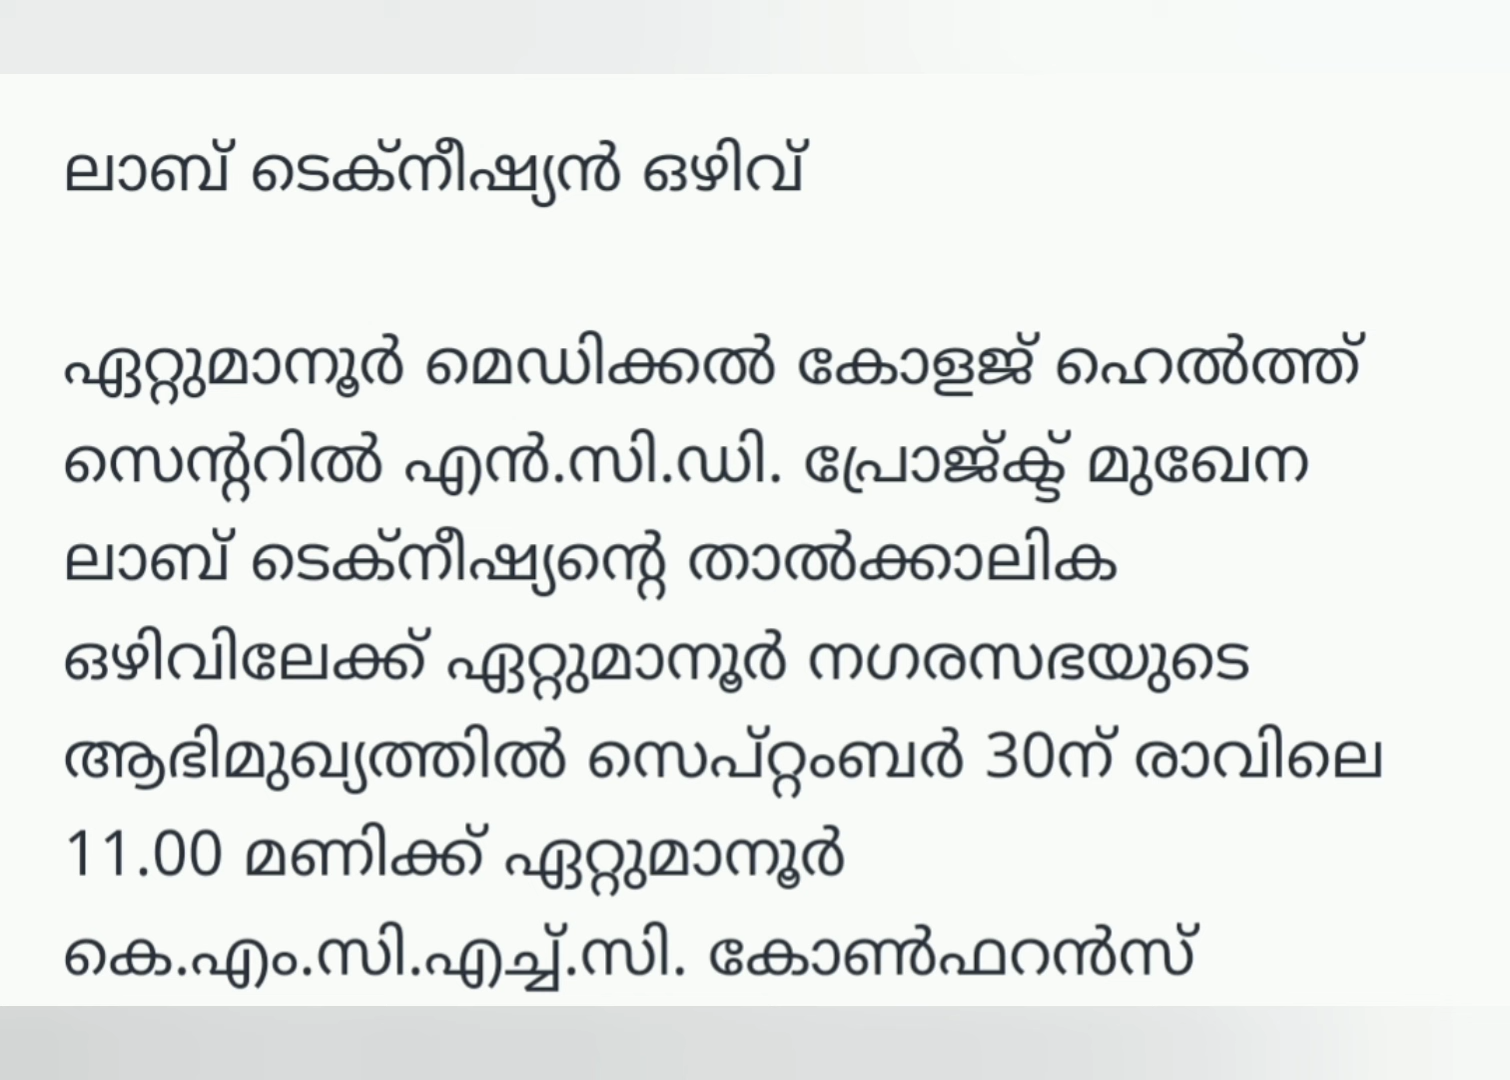 ലാബ് ടെക്നീഷ്യൻ ഒഴിവ്
ഏറ്റുമാനൂർ മെഡിക്കൽ കോളജ് ഹെൽത്ത്
സെന്ററിൽ എൻ.സി.ഡി. പ്രോജ്ക്ട് മുഖേന
ലാബ് ടെക്നീഷ്യന്റെ താൽക്കാലിക
ഒഴിവിലേക്ക് ഏറ്റുമാനൂർ നഗരസഭയുടെ
ആഭിമുഖ്യത്തിൽ സെപ്റ്റംബർ 30ന് രാവിലെ
11.00 മണിക്ക് ഏറ്റുമാനൂർ
കെ.എം.സി.എച്ച്.സി. കോൺഫറൻസ്